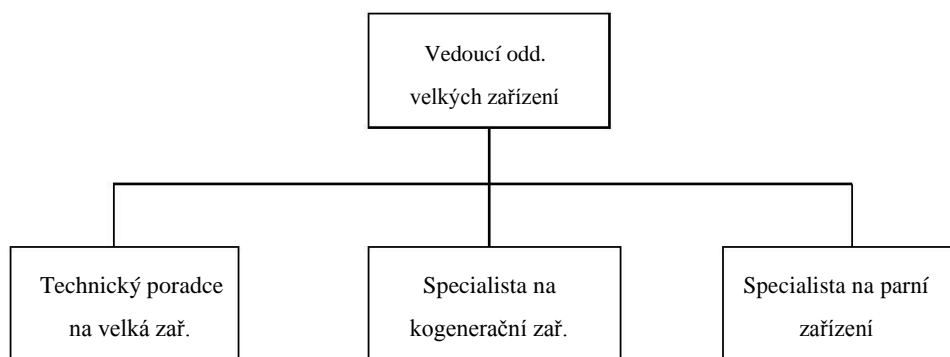 Vedoucí odd.
velkých zařízení
Technický poradce
na velká zař.
Specialista na
kogenerační zař.
Specialista na parní
zařízení